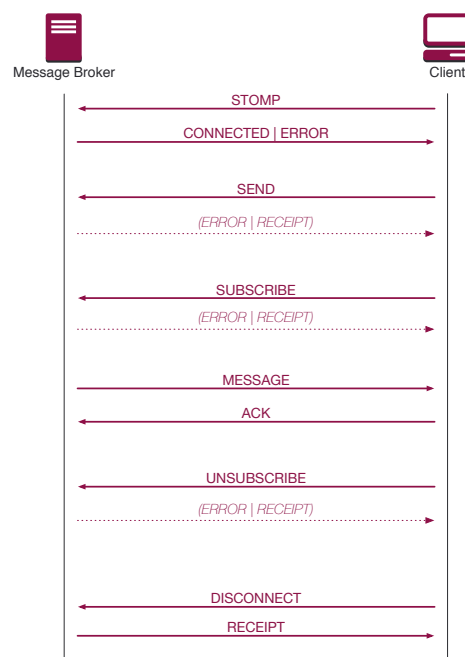 Message Broker
Client
STOMP
CONNECTED | ERROR
SEND
(ERROR | RECEIPT)
SUBSCRIBE
(ERROR | RECEIPT)
MESSAGE
ACK
UNSUBSCRIBE
(ERROR | RECEIPT)
DISCONNECT
RECEIPT